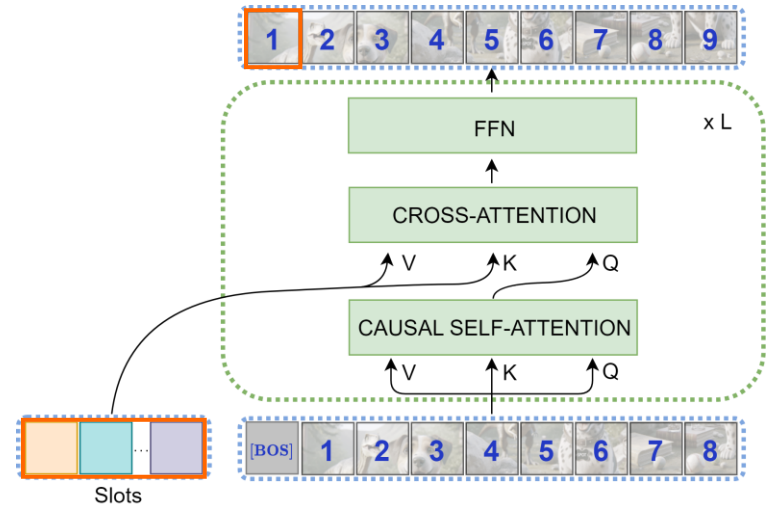 1 2 3 4 5 6 7 8 9
FFN
x L
CROSS-ATTENTION
V K Q
CAUSAL SELF-ATTENTION
V K Q
[BOS] 1 2 3 4 5 6 7 8
...
Slots